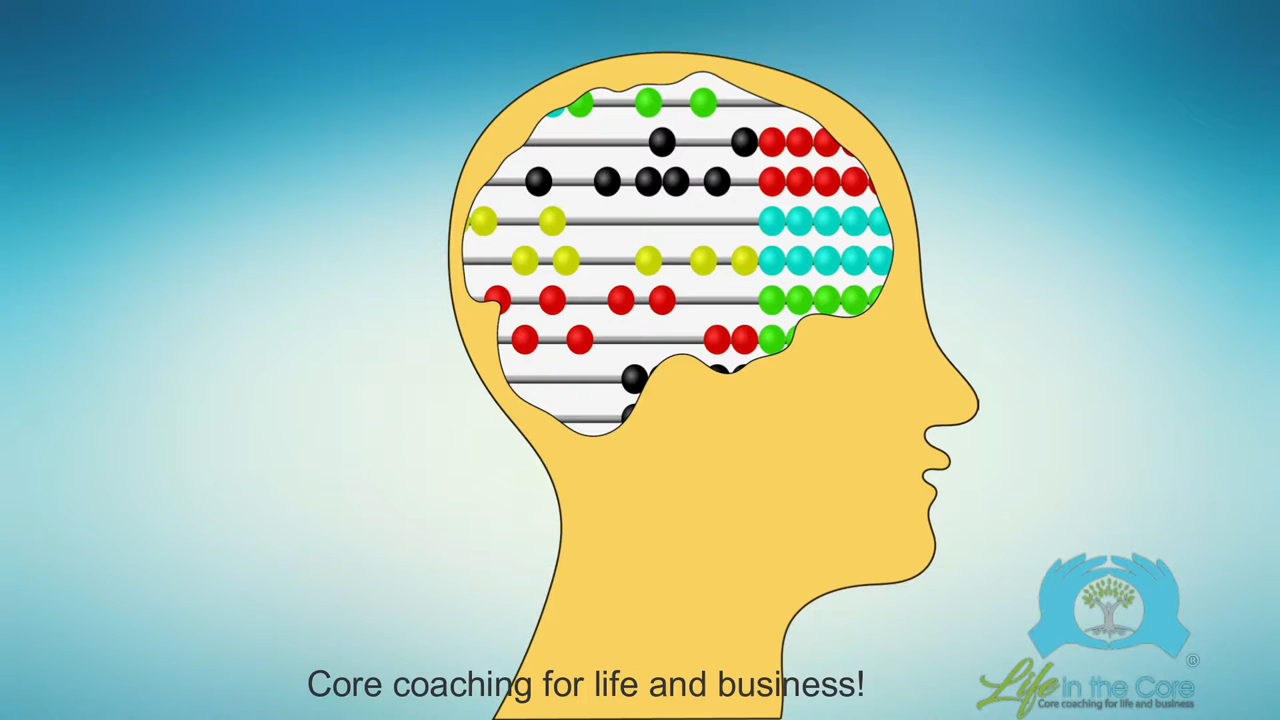 Core coaching for life and business!
®
Life in the Core
Core coaching for life and business